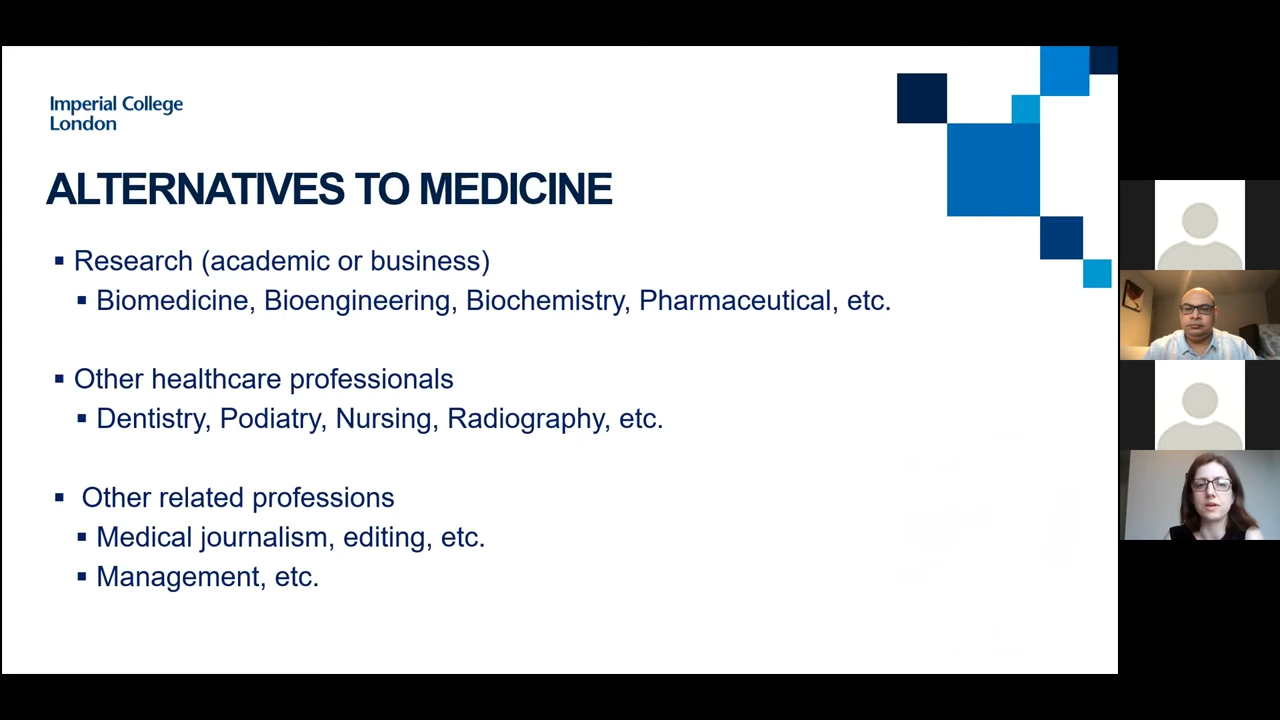 Imperial College
London
ALTERNATIVES TO MEDICINE
▪ Research (academic or business)
▪ Biomedicine, Bioengineering, Biochemistry, Pharmaceutical, etc.
▪ Other healthcare professionals
▪ Dentistry, Podiatry, Nursing, Radiography, etc.
▪ Other related professions
▪ Medical journalism, editing, etc.
▪ Management, etc.